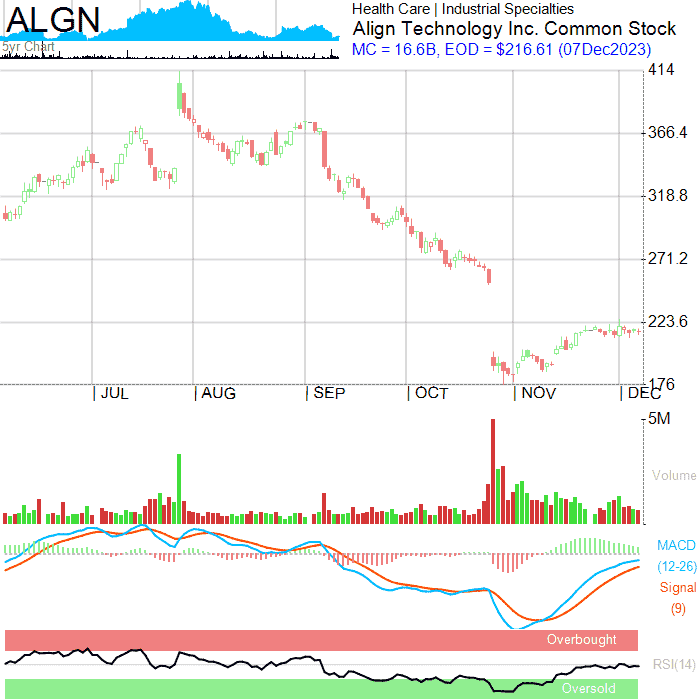 ALGN
5yr Chart
Health Care | Industrial Specialties
Align Technology Inc. Common Stock
MC = 16.6B, EOD = $216.61 (07Dec2023)
414
366.4
318.8
271.2
223.6
176
| JUL | AUG | SEP | OCT | NOV | DEC
5M
Volume
MACD
(12-26)
Signal
(9)
Overbought
RSI(14)
Oversold